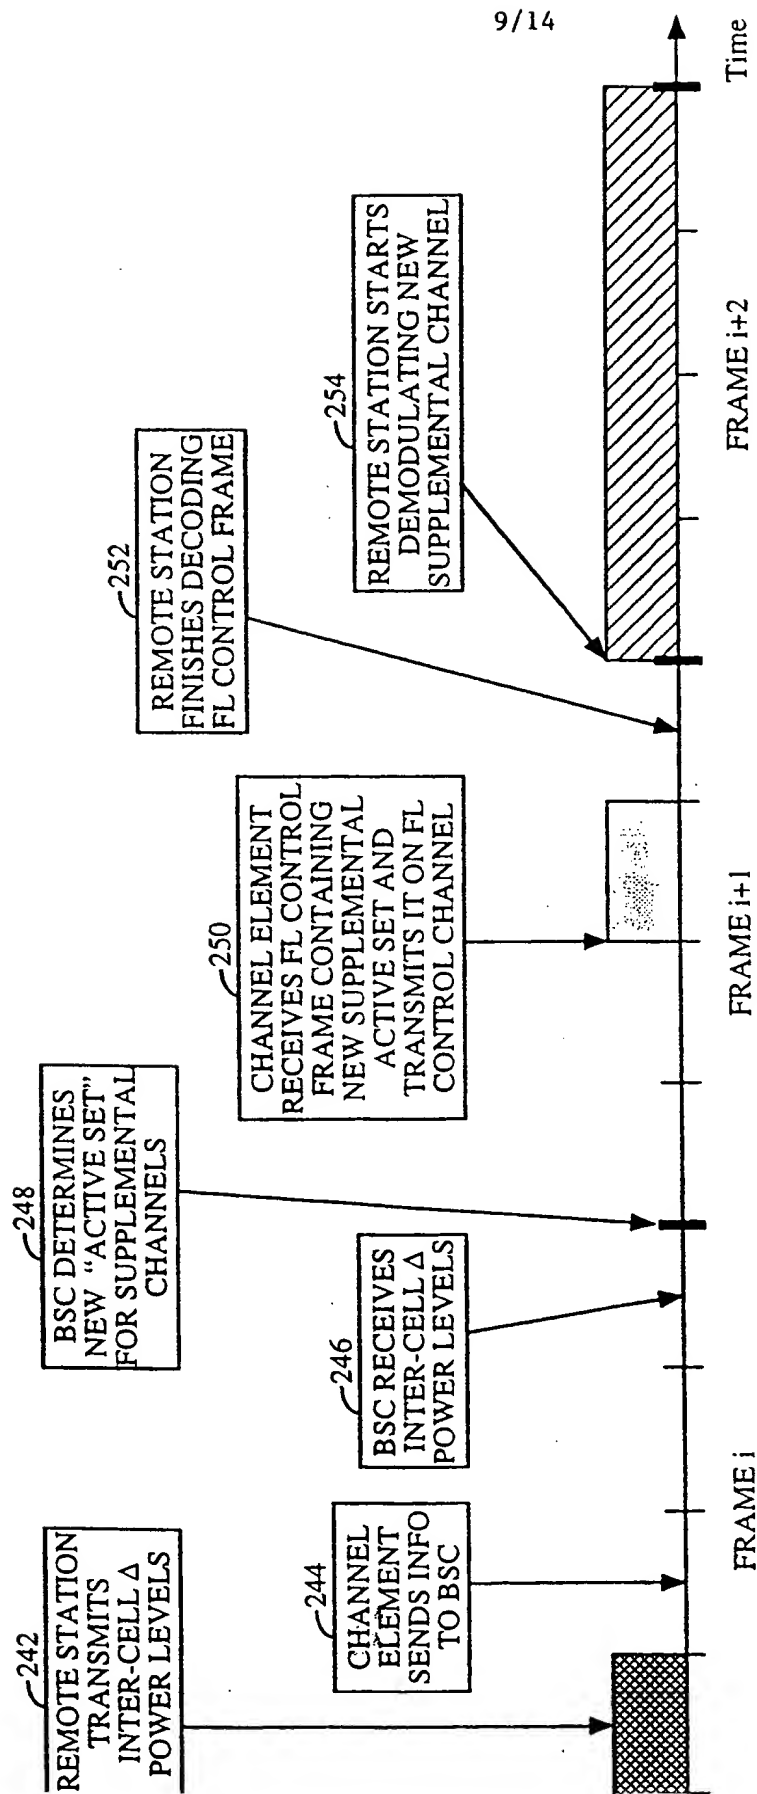 9/14
242
REMOTE STATION
TRANSMITS
INTER-CELL Δ
POWER LEVELS
244
CHANNEL
ELEMENT
SENDS INFO
TO BSC
246
BSC RECEIVES
INTER-CELL Δ
POWER LEVELS
248
BSC DETERMINES
NEW "ACTIVE SET"
FOR SUPPLEMENTAL
CHANNELS
250
CHANNEL ELEMENT
RECEIVES FL CONTROL
FRAME CONTAINING
NEW SUPPLEMENTAL
ACTIVE SET AND
TRANSMITS IT ON FL
CONTROL CHANNEL
252
REMOTE STATION
FINISHES DECODING
FL CONTROL FRAME
254
REMOTE STATION STARTS
DEMODULATING NEW
SUPPLEMENTAL CHANNEL
FRAME i
FRAME i+1
FRAME i+2
Time